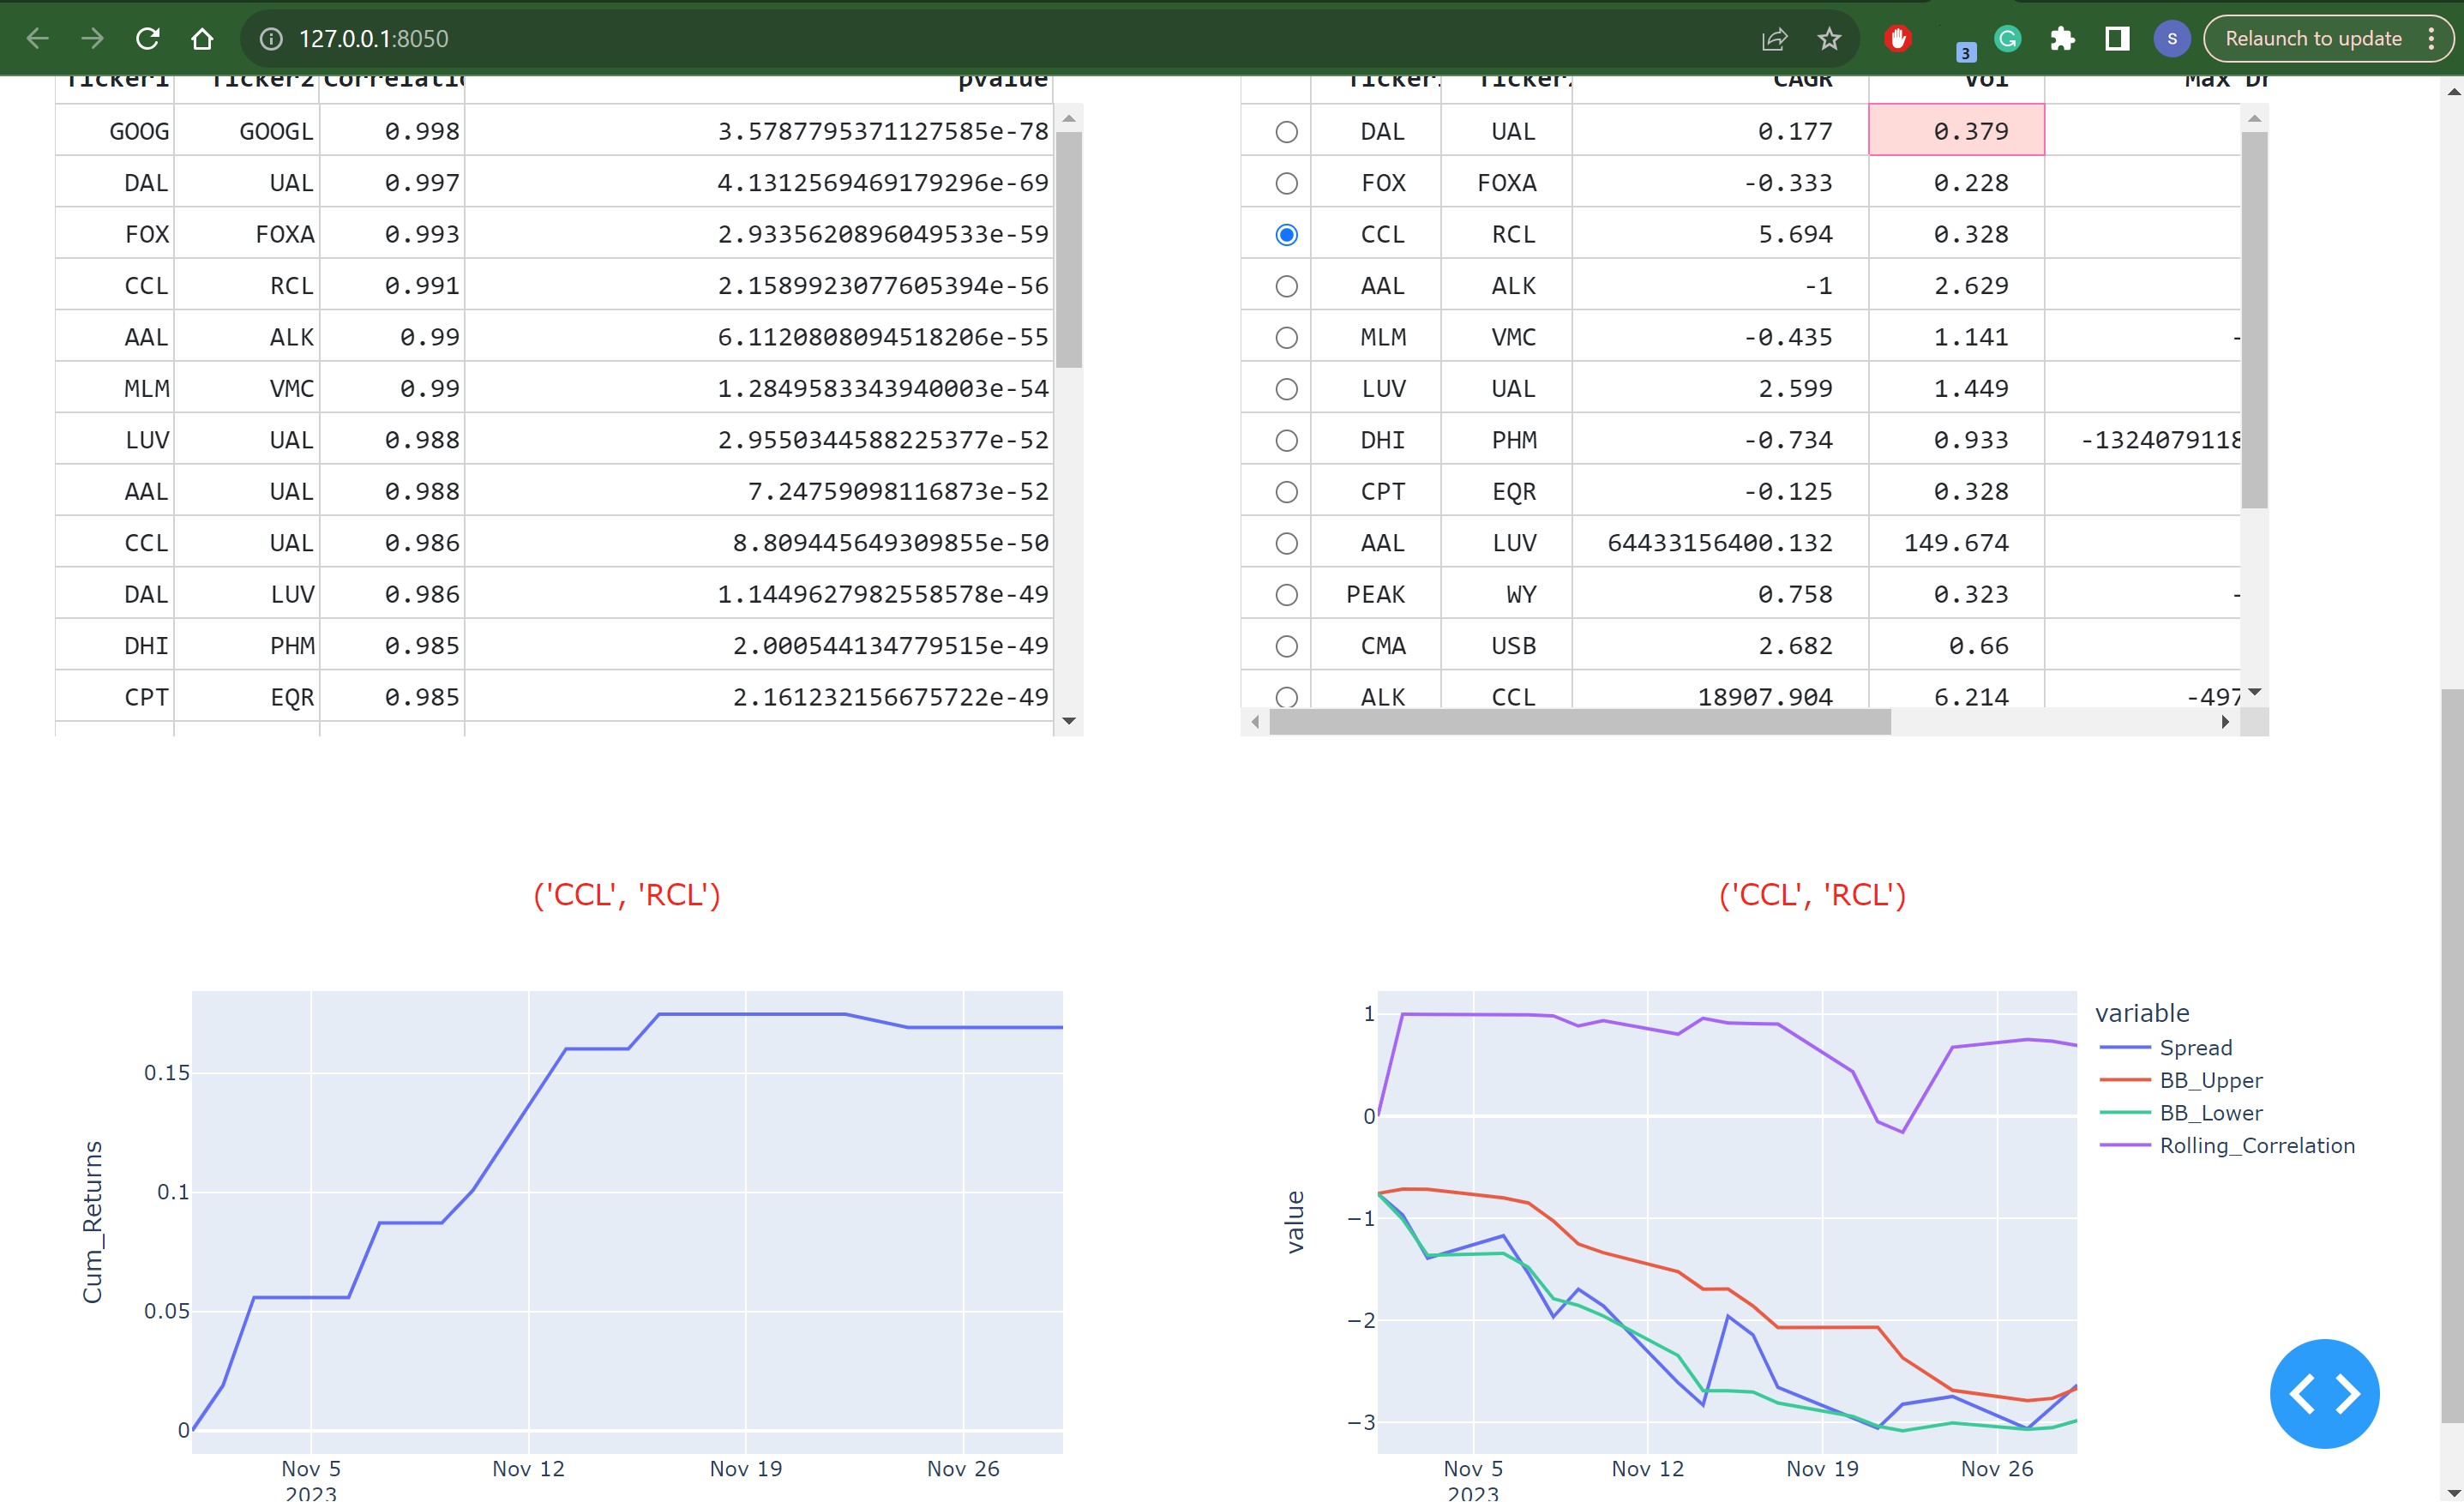 127.0.0.1:8050
3
S
Relaunch to update
Ticker1 Ticker2 Correlatio pvalue
GOOG GOOGL 0.998 3.5787795371127585e-78
DAL UAL 0.997 4.1312569469179296e-69
FOX FOXA 0.993 2.9335620896049533e-59
CCL RCL 0.991 2.1589923077605394e-56
AAL ALK 0.99 6.1120808094518206e-55
MLM VMC 0.99 1.2849583343940003e-54
LUV UAL 0.988 2.9550344588225377e-52
AAL UAL 0.988 7.24759098116873e-52
CCL UAL 0.986 8.809445649309855e-50
DAL LUV 0.986 1.1449627982558578e-49
DHI PHM 0.985 2.000544134779515e-49
CPT EQR 0.985 2.161232156675722e-49
Ticker Ticker CAGR Vol Max Dr
DAL UAL 0.177 0.379
FOX FOXA -0.333 0.228
CCL RCL 5.694 0.328
AAL ALK -1 2.629
MLM VMC -0.435 1.141 -
LUV UAL 2.599 1.449
DHI PHM -0.734 0.933 -1324079118
CPT EQR -0.125 0.328
AAL LUV 64433156400.132 149.674
PEAK WY 0.758 0.323 -
CMA USB 2.682 0.66
ALK CCL 18907.904 6.214 -497
('CCL', 'RCL')
Cum_Returns
0.15
0.1
0.05
0
Nov 5 Nov 12 Nov 19 Nov 26
2023
('CCL', 'RCL')
value
1
0
−1
−2
−3
Nov 5 Nov 12 Nov 19 Nov 26
2023
variable
Spread
BB_Upper
BB_Lower
Rolling_Correlation